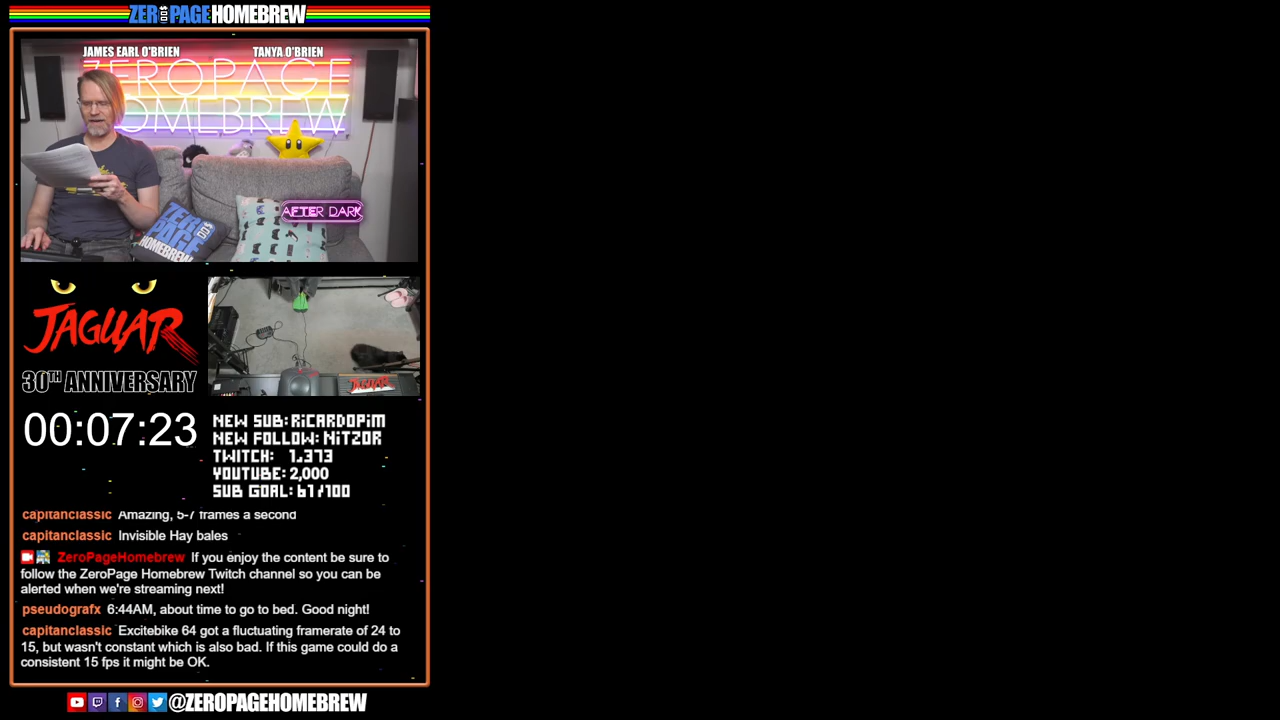 ZEROPAGE HOMEBREW
JAMES EARL O'BRIEN
TANYA O'BRIEN
ZEROPAGE
HOMEBREW
AFTER DARK
ZERO
PAGE
HOMEBREW
JAGUAR
JAGUAR
30TH ANNIVERSARY
00:07:23
NEW SUB: RICARDOPIM
NEW FOLLOW: NITZOR
TWITCH: 1,373
YOUTUBE: 2,000
SUB GOAL: 67/100
capitanclassic Amazing, 5-7 frames a second
capitanclassic Invisible Hay bales
ZeroPageHomebrew If you enjoy the content be sure to
follow the ZeroPage Homebrew Twitch channel so you can be
alerted when we're streaming next!
pseudografx 6:44AM, about time to go to bed. Good night!
capitanclassic Excitebike 64 got a fluctuating framerate of 24 to
15, but wasn't constant which is also bad. If this game could do a
consistent 15 fps it might be OK.
@ZEROPAGEHOMEBREW